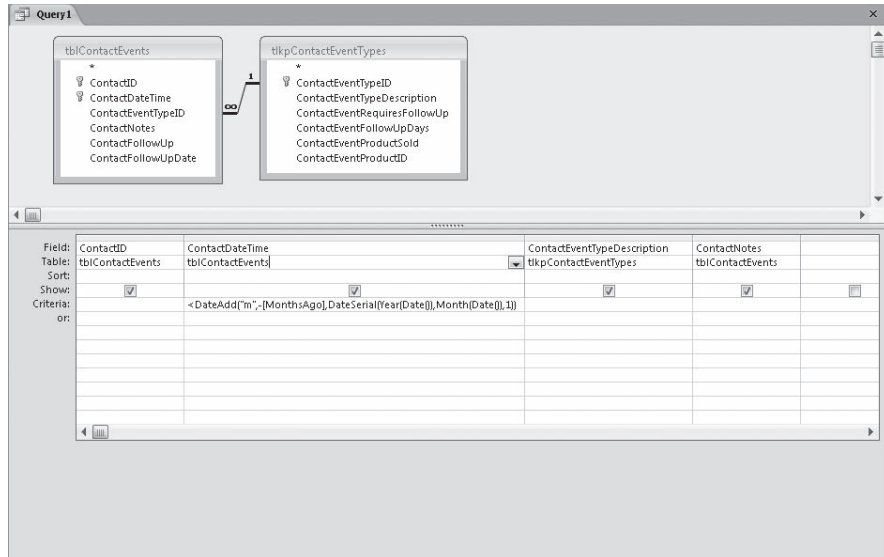 Query1
tblContactEvents
*
ContactID
ContactDateTime
ContactEventTypeID
ContactNotes
ContactFollowUp
ContactFollowUpDate
∞
1
tlkpContactEventTypes
*
ContactEventTypeID
ContactEventTypeDescription
ContactEventRequiresFollowUp
ContactEventFollowUpDays
ContactEventProductSold
ContactEventProductID
Field: ContactID ContactDateTime ContactEventTypeDescription ContactNotes
Table: tblContactEvents tblContactEvents tlkpContactEventTypes tblContactEvents
Sort:
Show:
Criteria: <DateAdd("m",-[MonthsAgo],DateSerial(Year(Date()),Month(Date()),1))
or: